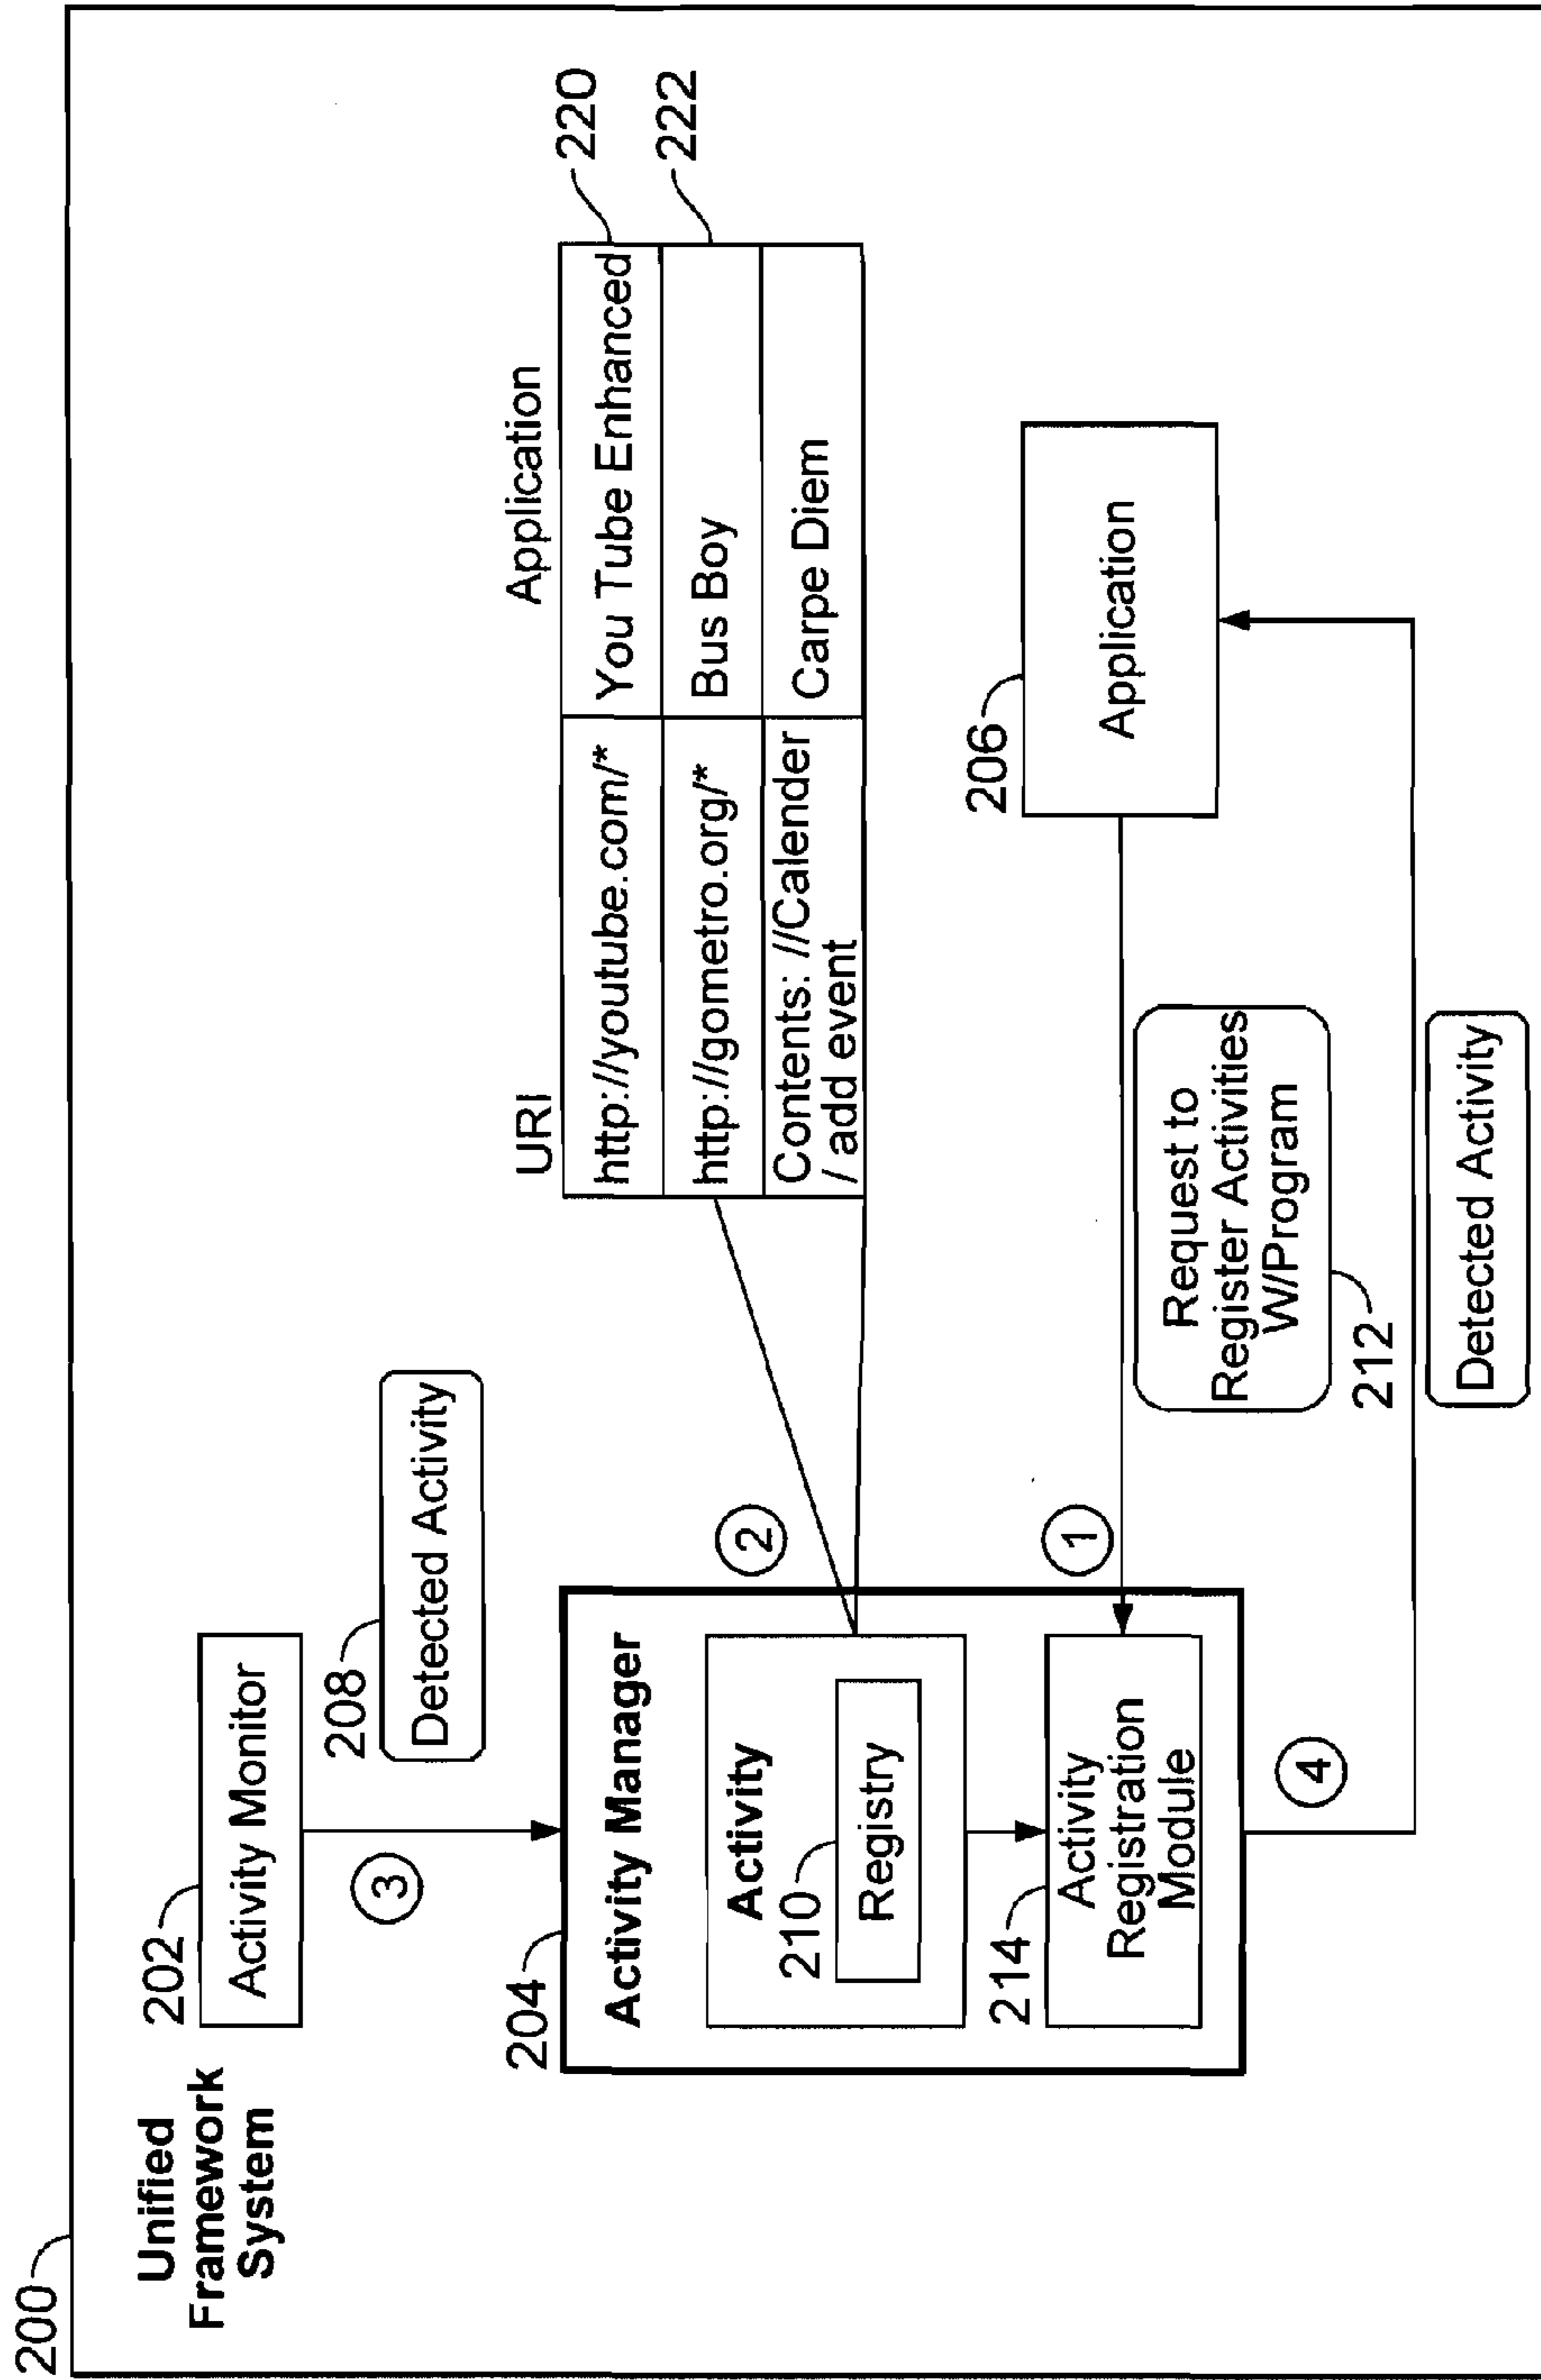 200
Unified
Framework
System
202
Activity Monitor
3
208
Detected Activity
204
Activity Manager
Activity
210
Registry
214
Activity
Registration
Module
2
1
4
URI
Application
http://youtube.com/*
You Tube Enhanced
220
http://gometro.org/*
Bus Boy
222
Contents: //Calender
/ add event
Carpe Diem
206
Application
Request to
Register Activities
W/Program
212
Detected Activity